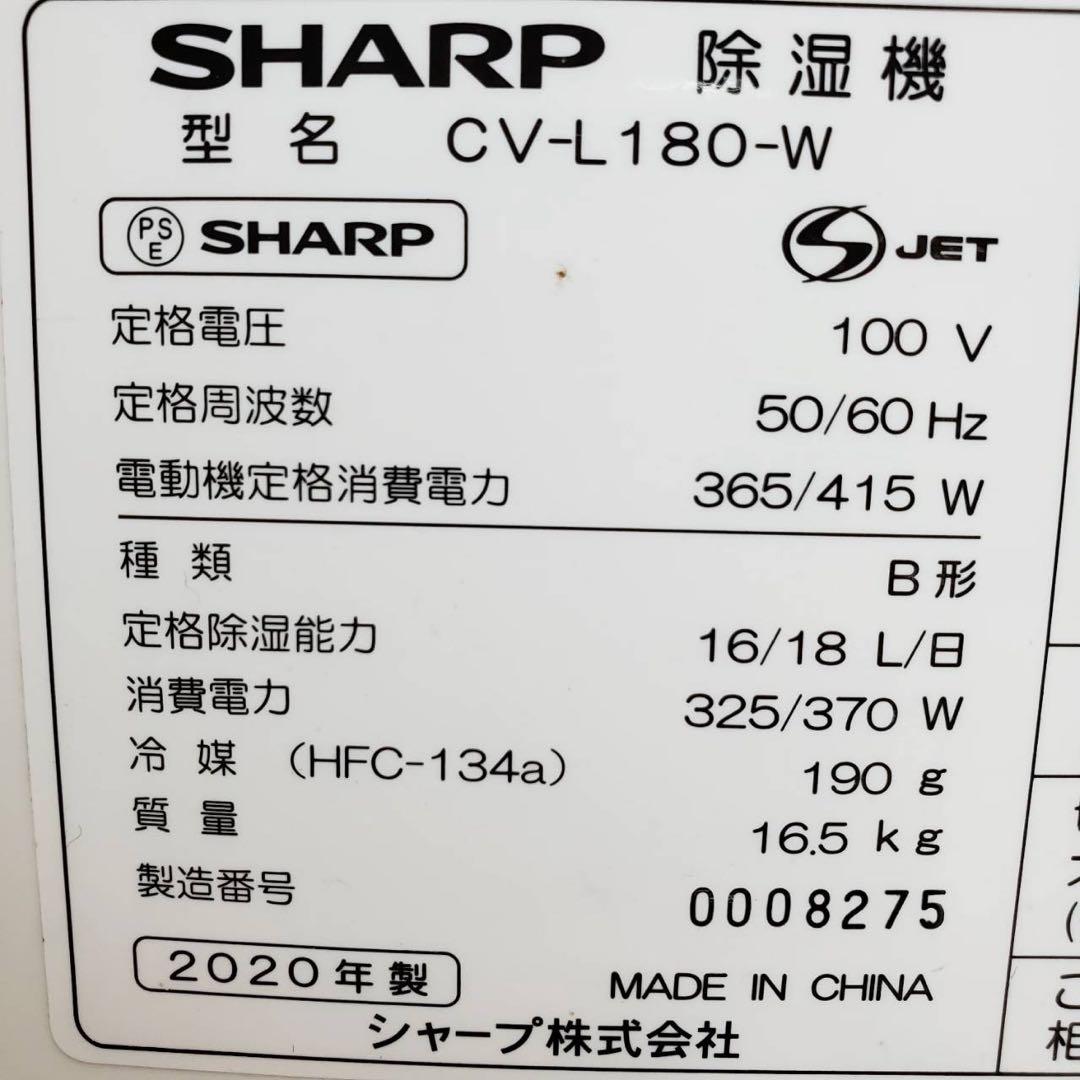 SHARP 除湿機
型名 CV-L180-W
PSE SHARP S JET
定格電圧 100 V
定格周波数 50/60 Hz
電動機定格消費電力 365/415 W
種類 B形
定格除湿能力 16/18 L/日
消費電力 325/370 W
冷媒 (HFC-134a) 190 g
質量 16.5 kg
製造番号 0008275
2020年製 MADE IN CHINA
シャープ株式会社
こ
相